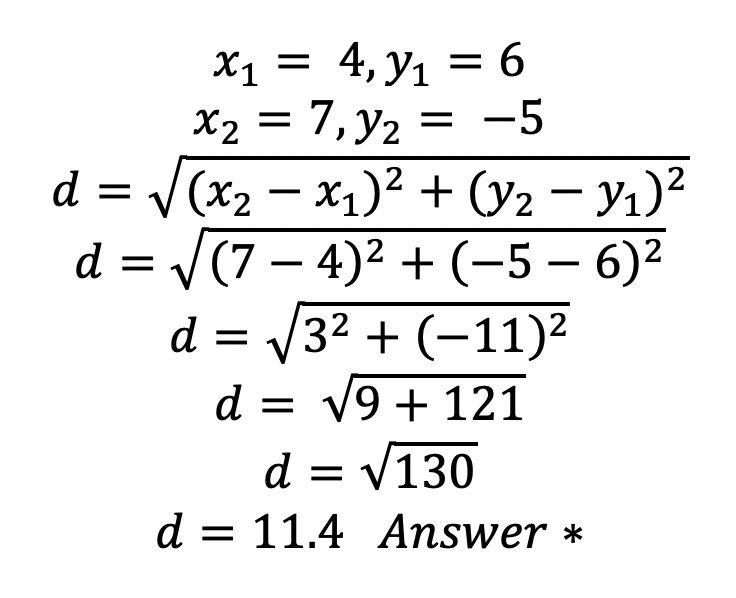 x₁ = 4, y₁ = 6
x₂ = 7, y₂ = −5
d = √((x₂ − x₁)² + (y₂ − y₁)²)
d = √((7 − 4)² + (−5 − 6)²)
d = √(3² + (−11)²)
d = √(9 + 121)
d = √130
d = 11.4 Answer *